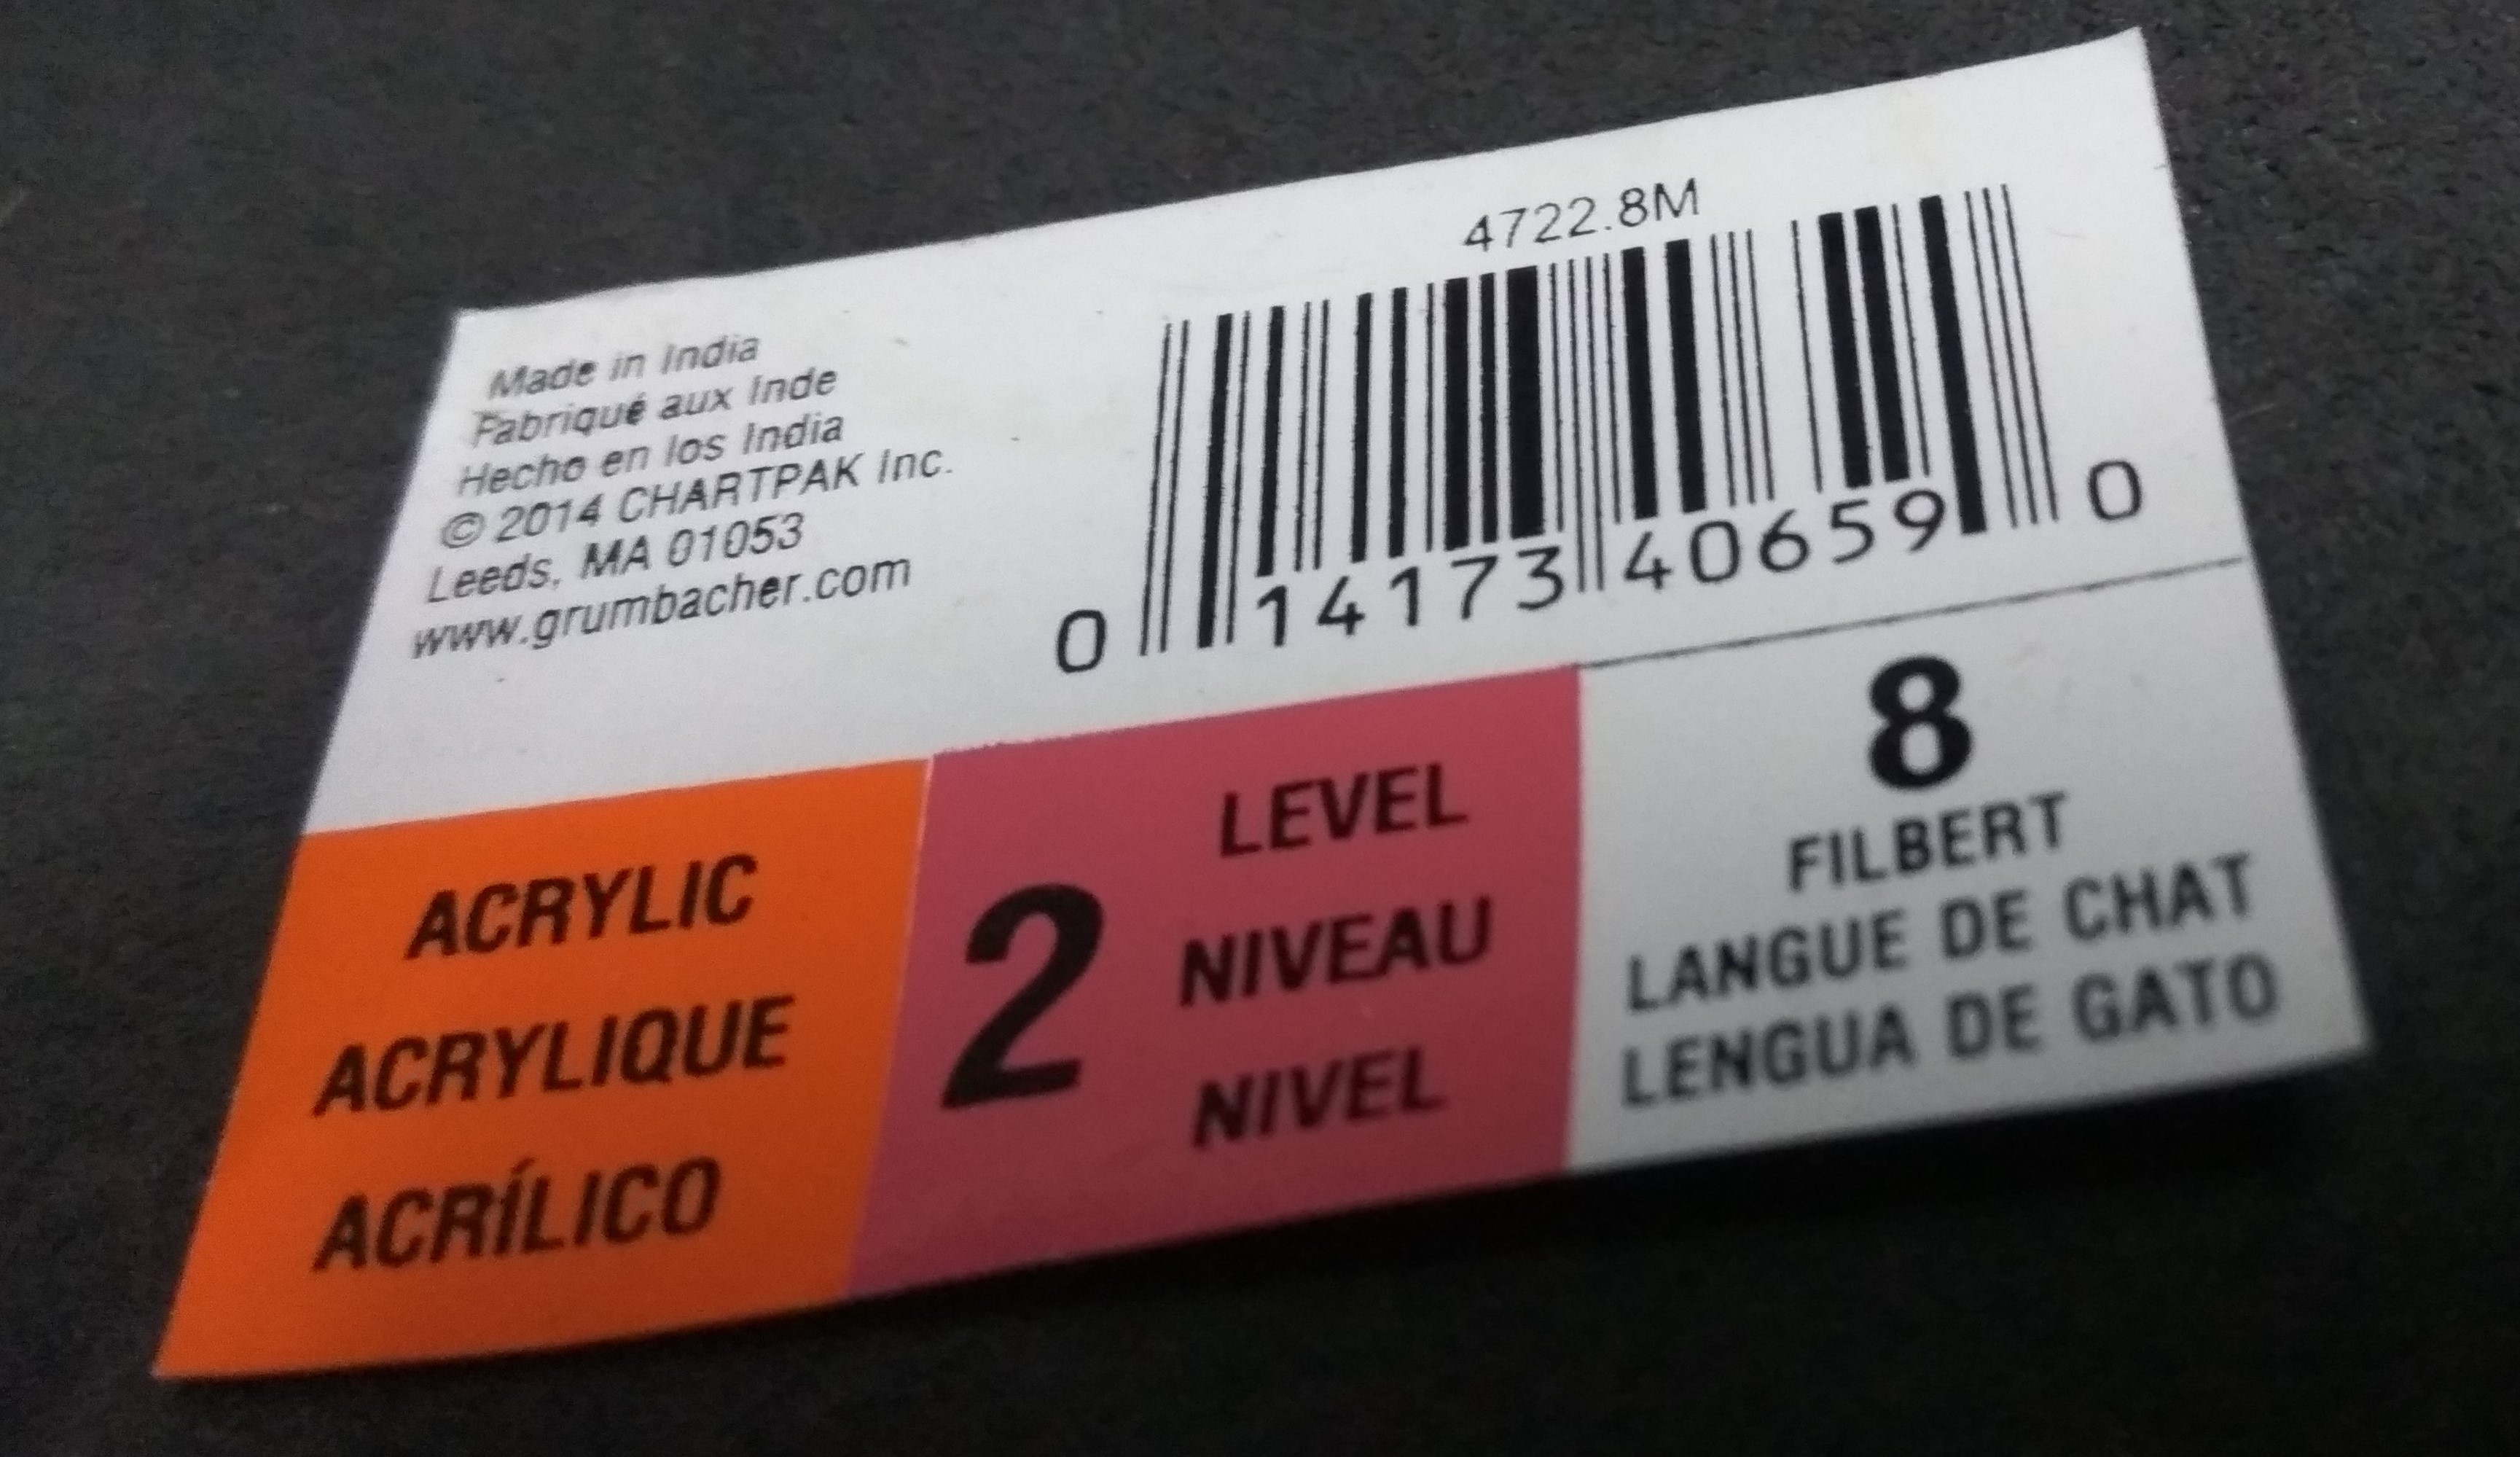 4722.8M
Made in India
Fabriqué aux Inde
Hecho en los India
© 2014 CHARTPAK Inc.
Leeds, MA 01053
www.grumbacher.com
0 14173 40659 0
ACRYLIC
ACRYLIQUE
ACRÍLICO
2
LEVEL
NIVEAU
NIVEL
8
FILBERT
LANGUE DE CHAT
LENGUA DE GATO